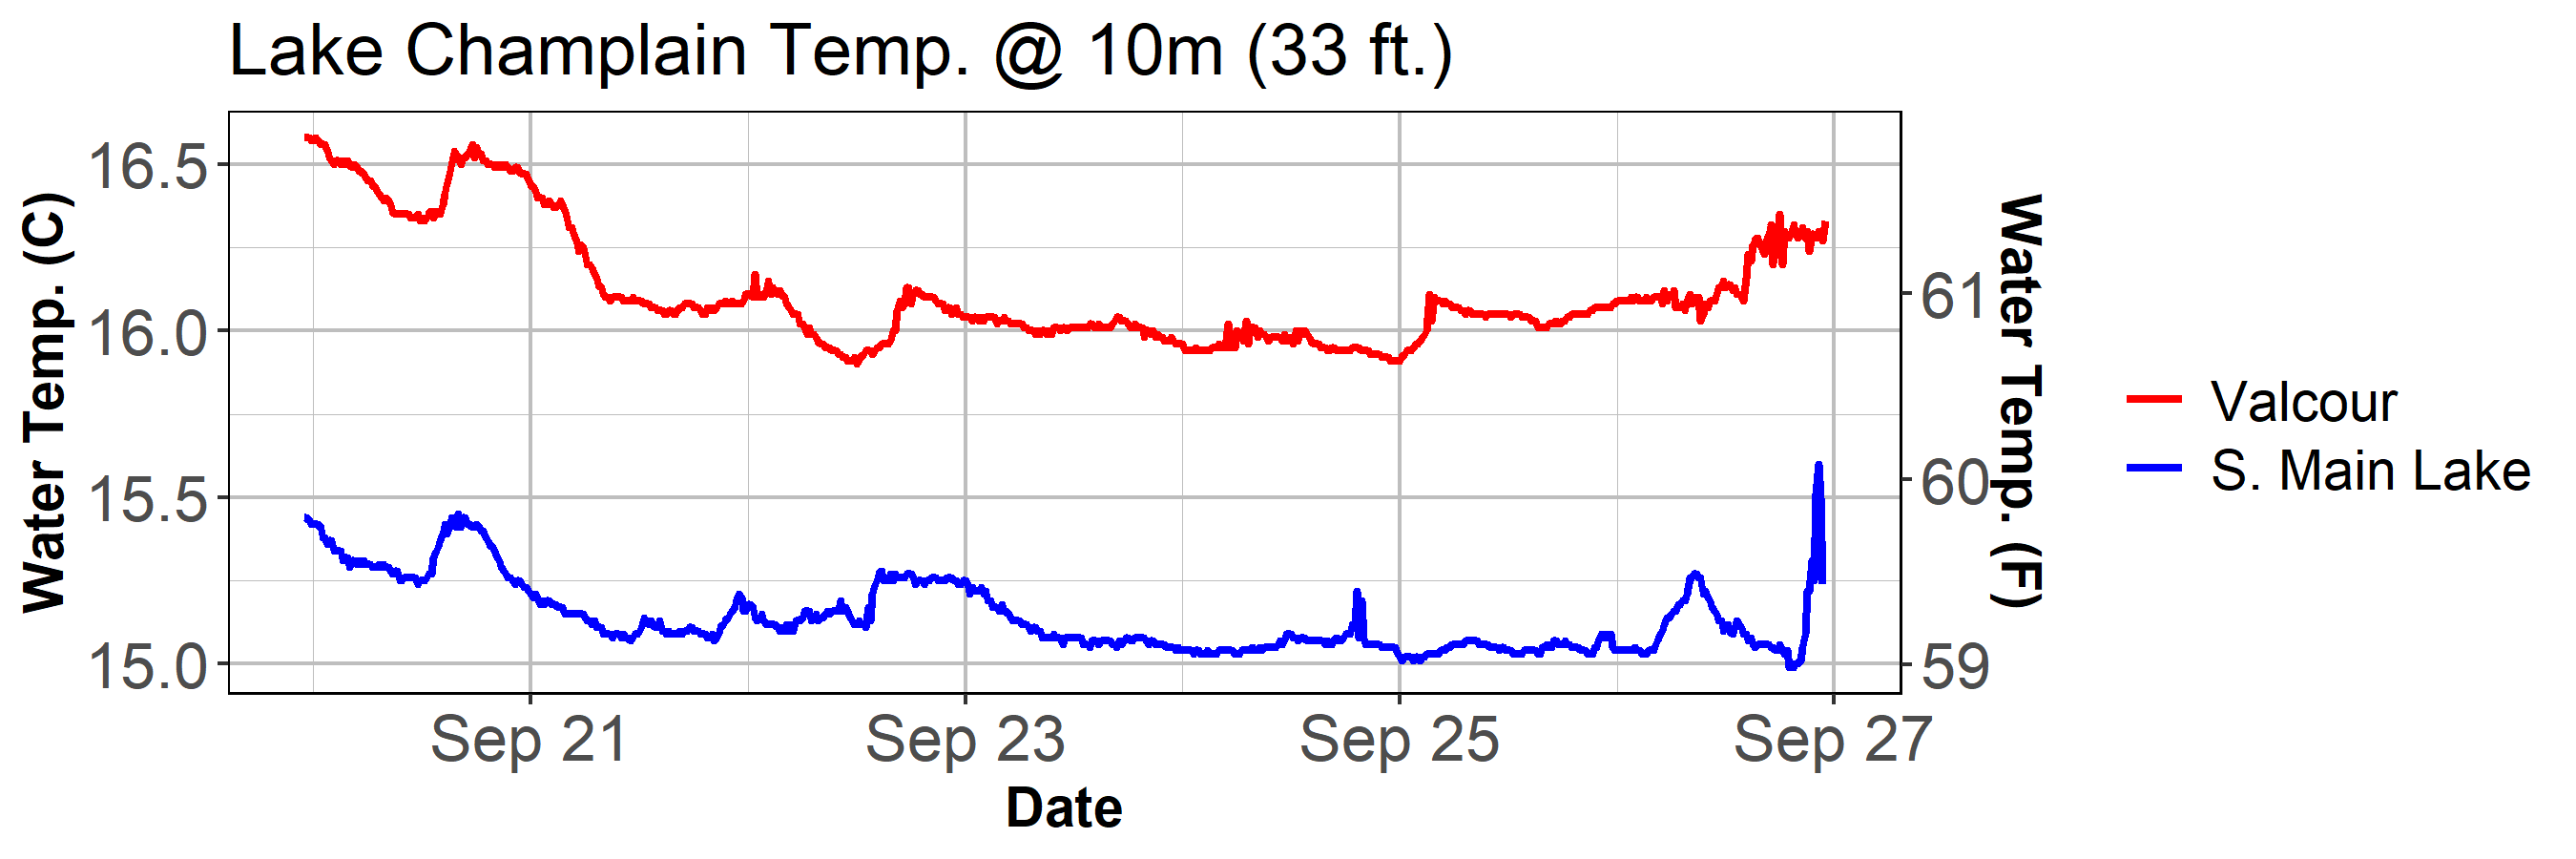 Lake Champlain Temp. @ 10m (33 ft.)
Water Temp. (C)
16.5
16.0
15.5
15.0
61
60
59
Water Temp. (F)
Sep 21
Sep 23
Sep 25
Sep 27
Date
Valcour
S. Main Lake